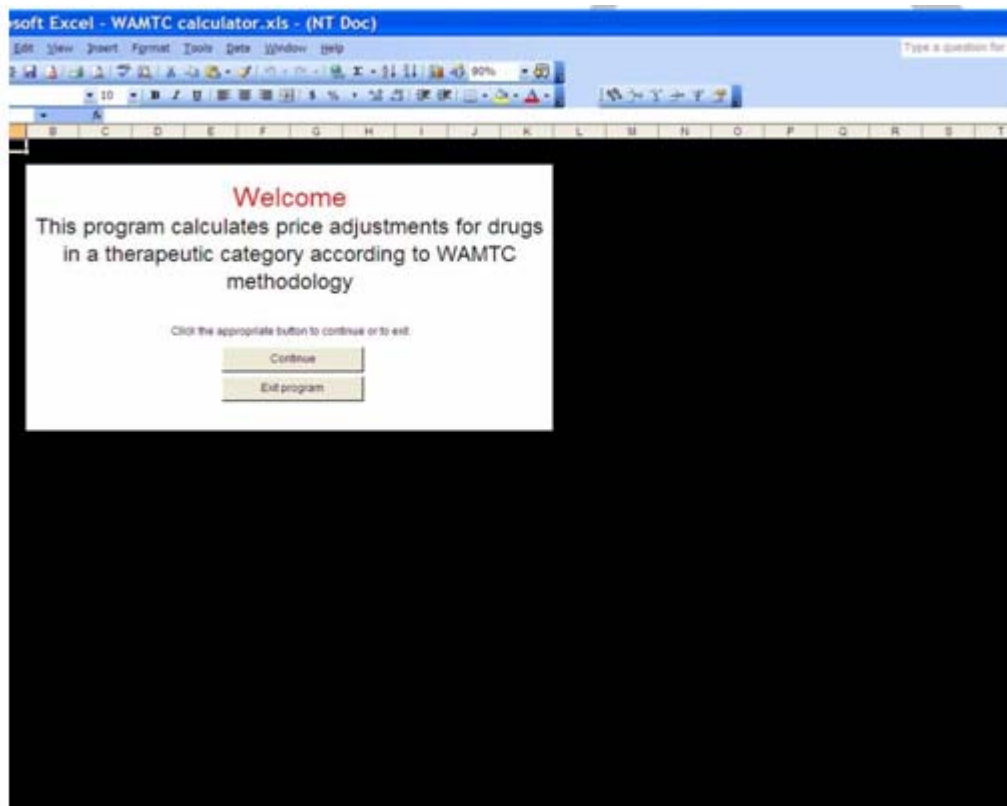 soft Excel - WAMTC calculator.xls - (NT Doc)
Edit View Insert Format Tools Data Window Help
Type a question for
90%
10 B I U $ %
B C D E F G H I J K L M N O P Q R S T
Welcome
This program calculates price adjustments for drugs
in a therapeutic category according to WAMTC
methodology
Click the appropriate button to continue or to exit
Continue
Exit program